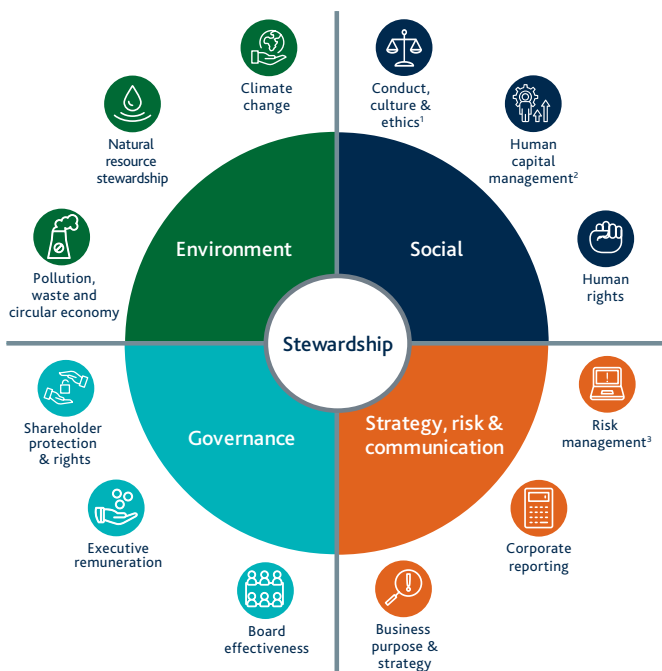 Climate
change
Conduct,
culture &
ethics¹
Natural
resource
stewardship
Human
capital
management²
Pollution,
waste and
circular economy
Environment
Social
Human
rights
Stewardship
Shareholder
protection
& rights
Governance
Strategy, risk &
communication
Risk
management³
Executive
remuneration
Corporate
reporting
Board
effectiveness
Business
purpose &
strategy